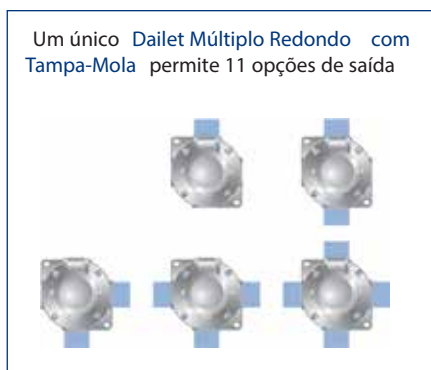 Um único Dailet Múltiplo Redondo com
Tampa-Mola permite 11 opções de saída